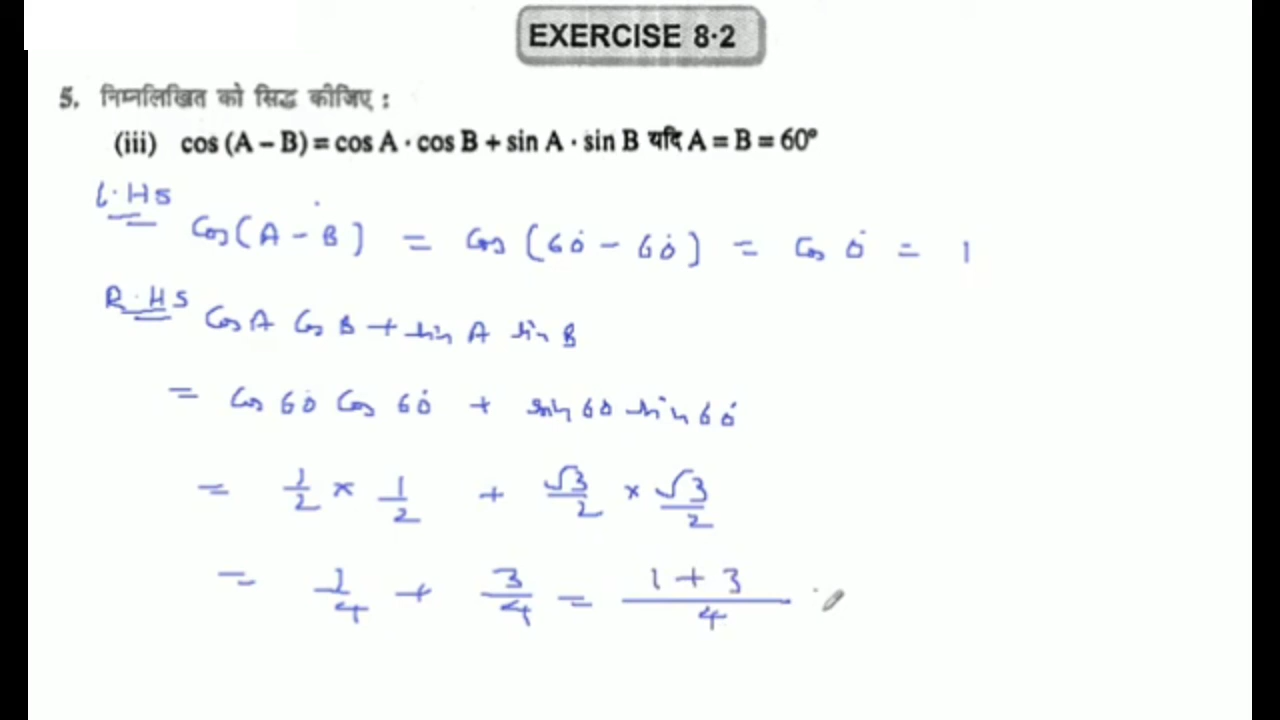 EXERCISE 8·2
5. निम्नलिखित को सिद्ध कीजिए :
(iii) cos (A – B) = cos A · cos B + sin A · sin B यदि A = B = 60°
L.HS
Cos(A - B) = Cos (60° - 60°) = Cos 0° = 1
R.HS
Cos A Cos B + sin A sin B
= Cos 60° Cos 60° + sin 60° sin 60°
= 1/2 × 1/2 + √3/2 × √3/2
= 1/4 + 3/4 = 1 + 3/4